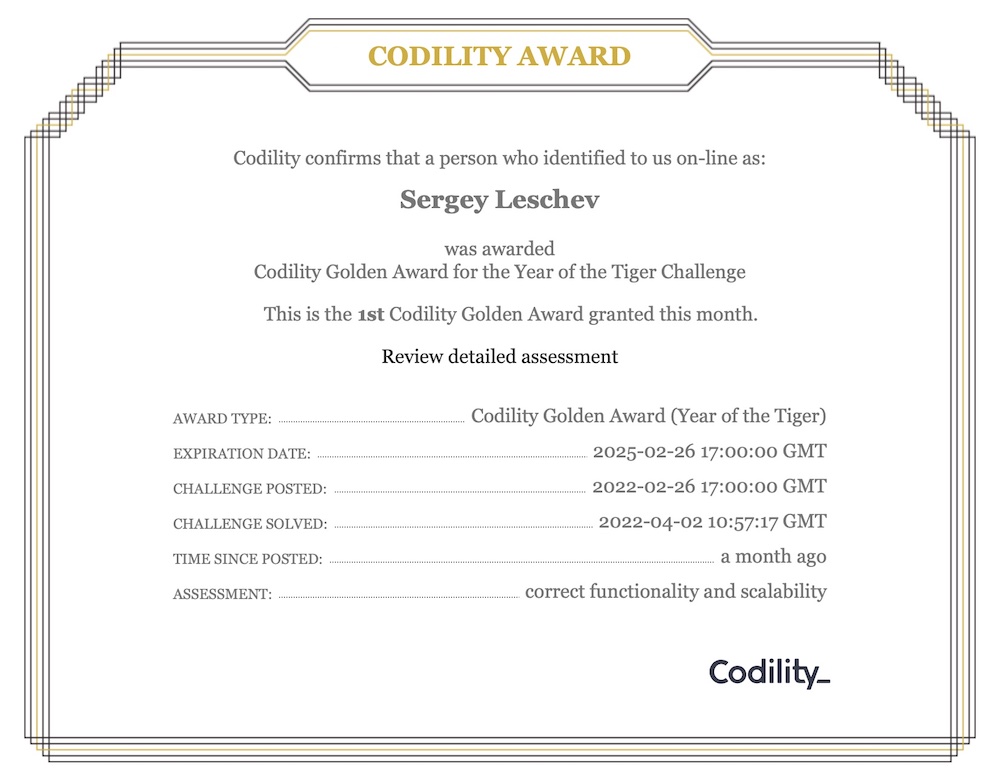 CODILITY AWARD
Codility confirms that a person who identified to us on-line as:
Sergey Leschev
was awarded
Codility Golden Award for the Year of the Tiger Challenge
This is the 1st Codility Golden Award granted this month.
Review detailed assessment
AWARD TYPE: Codility Golden Award (Year of the Tiger)
EXPIRATION DATE: 2025-02-26 17:00:00 GMT
CHALLENGE POSTED: 2022-02-26 17:00:00 GMT
CHALLENGE SOLVED: 2022-04-02 10:57:17 GMT
TIME SINCE POSTED: a month ago
ASSESSMENT: correct functionality and scalability
Codility_